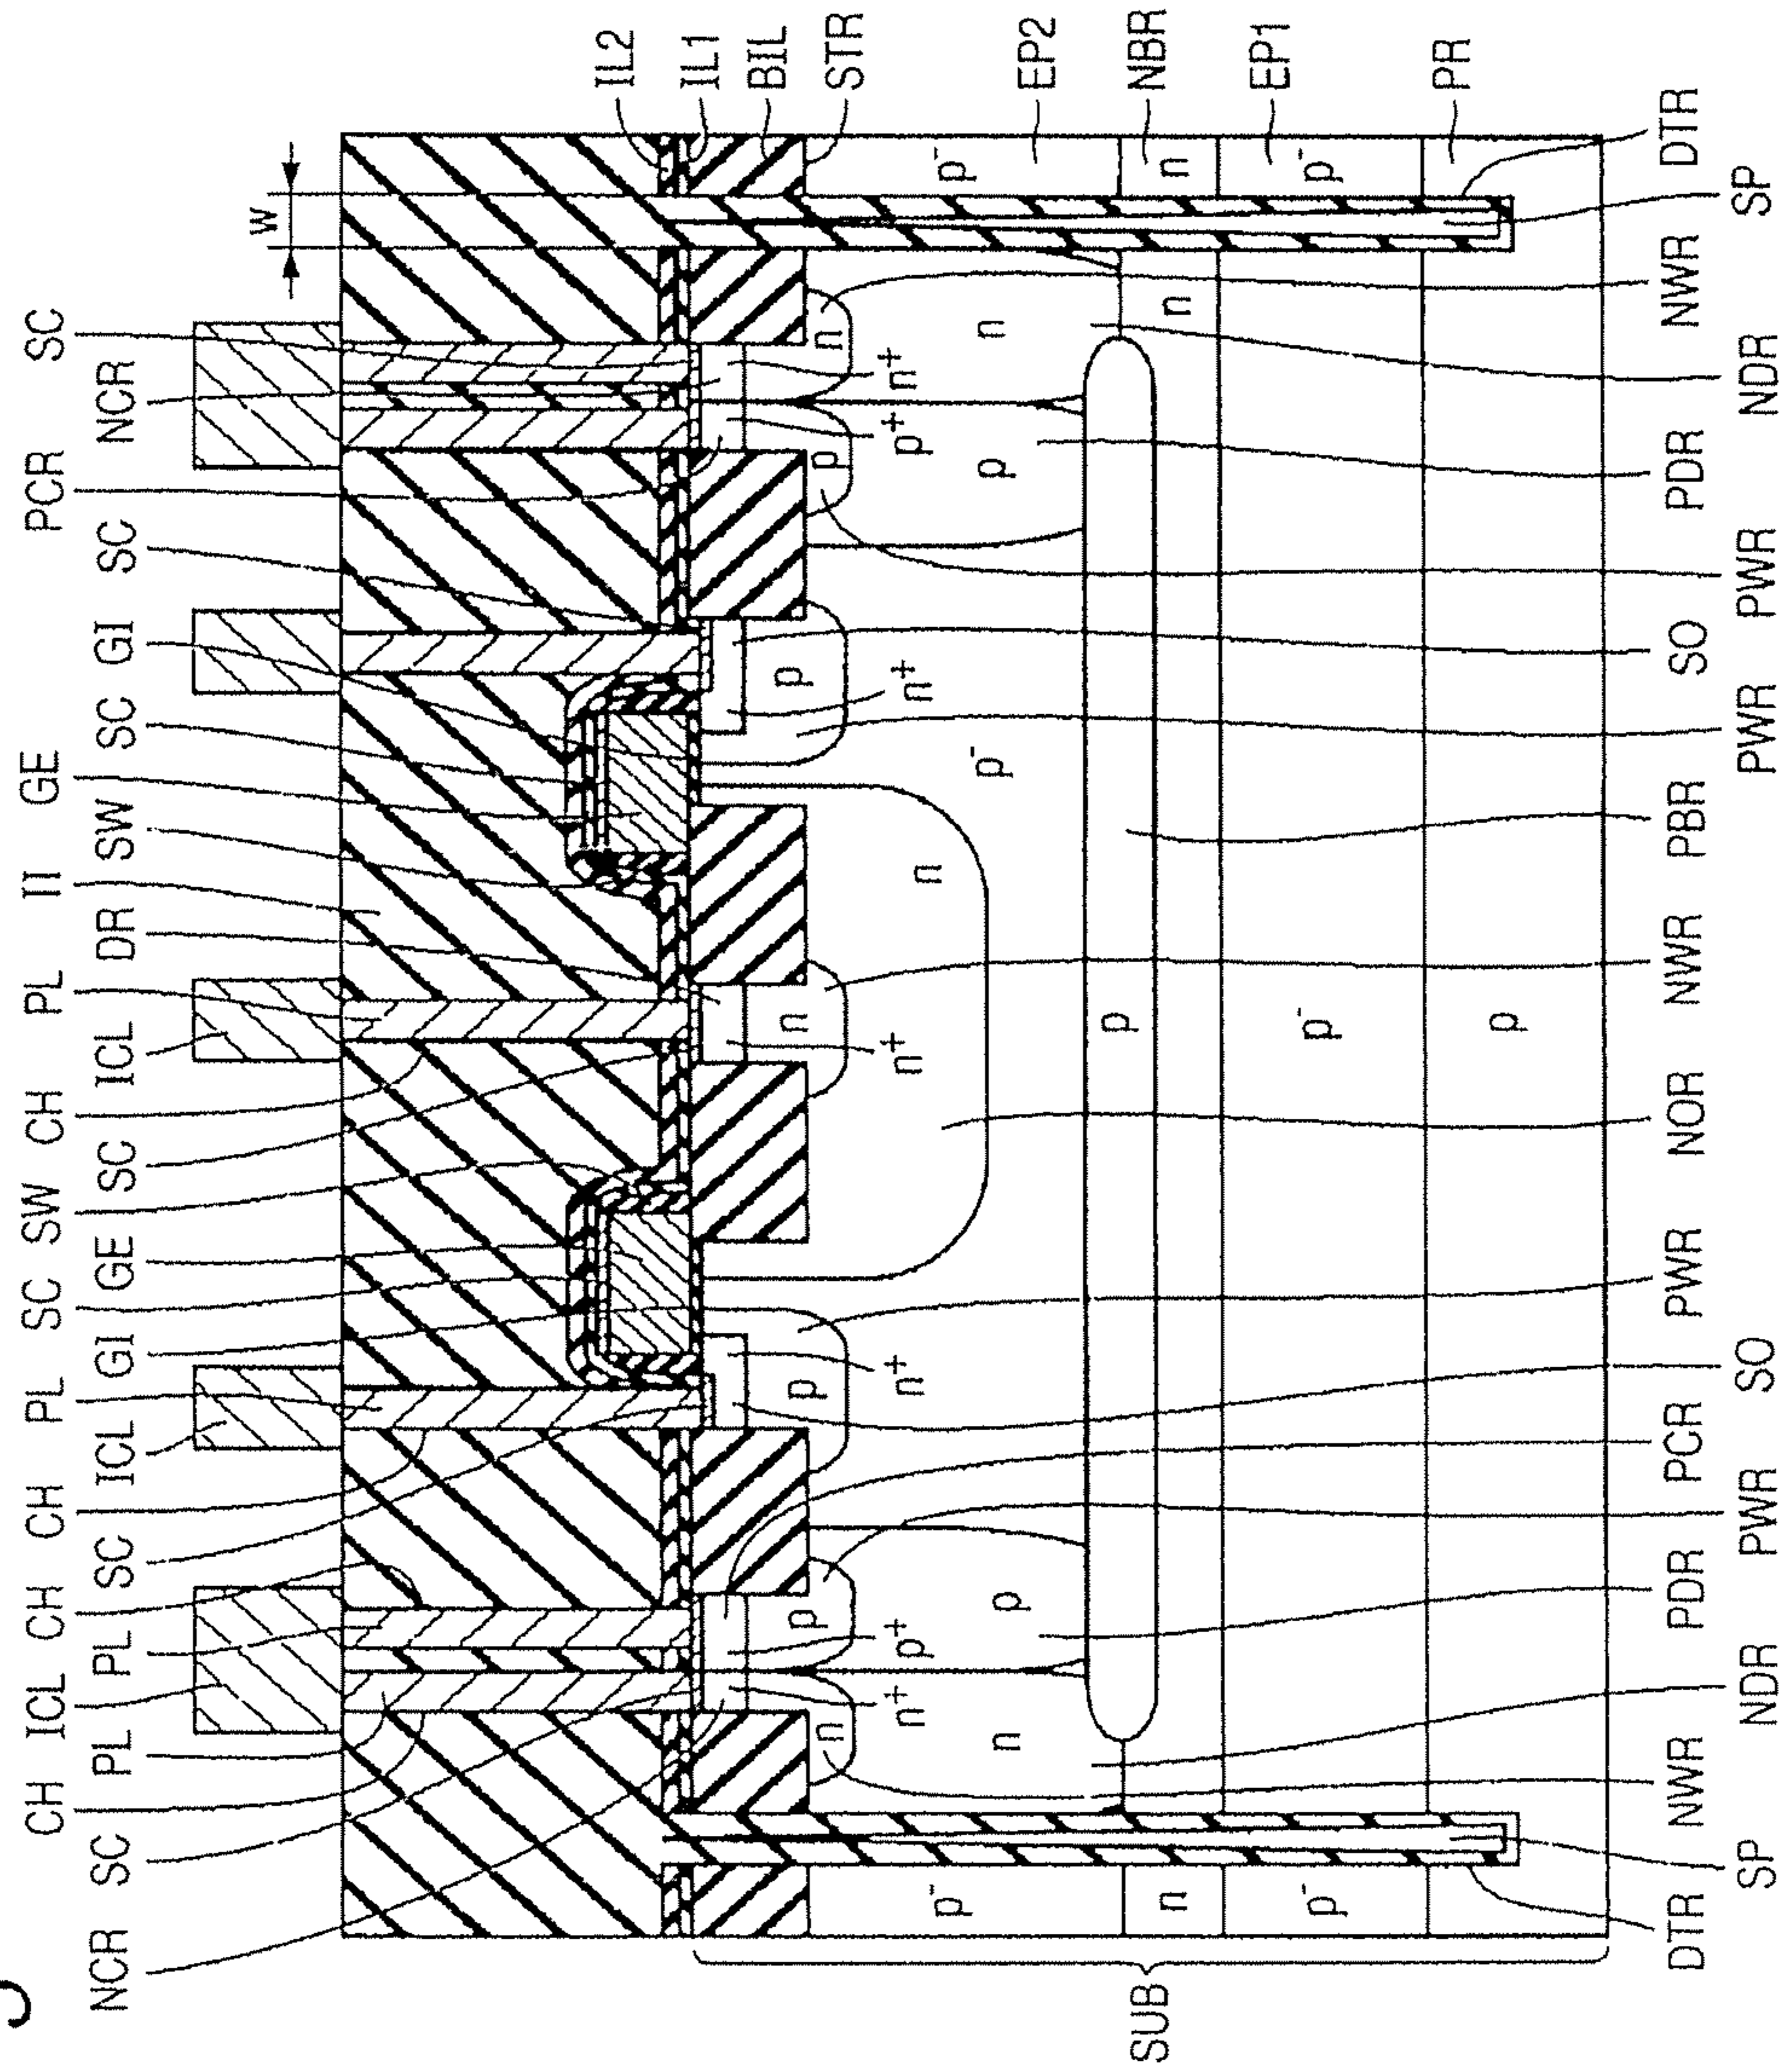 CH
ICL
CH
PL
SC
SW
CH
PL
II
GE
PCR
SC
NCR
SC
PL
PL
CH
SC
ICL
GI
GE
SC
ICL
DR
SW
SC
GI
SC
NCR
w
IL2
IL1
BIL
STR
n
p
p
n
p
p
n
n+
n+
p+
n+
n+
n+
p+
n+
p-
n
p
n
p-
p
n
p-
EP2
n
p
n
n
NBR
p-
p-
p-
EP1
p
PR
SUB
DTR
NWR
PCR
PWR
NOR
NWR
PBR
NWR
DTR
SP
NDR
PDR
PWR
SO
PWR
SO
PWR
PDR
NDR
SP